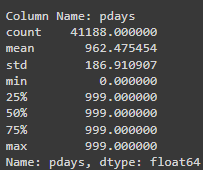 Column Name: pdays
count    41188.000000
mean       962.475454
std        186.910907
min          0.000000
25%        999.000000
50%        999.000000
75%        999.000000
max        999.000000
Name: pdays, dtype: float64